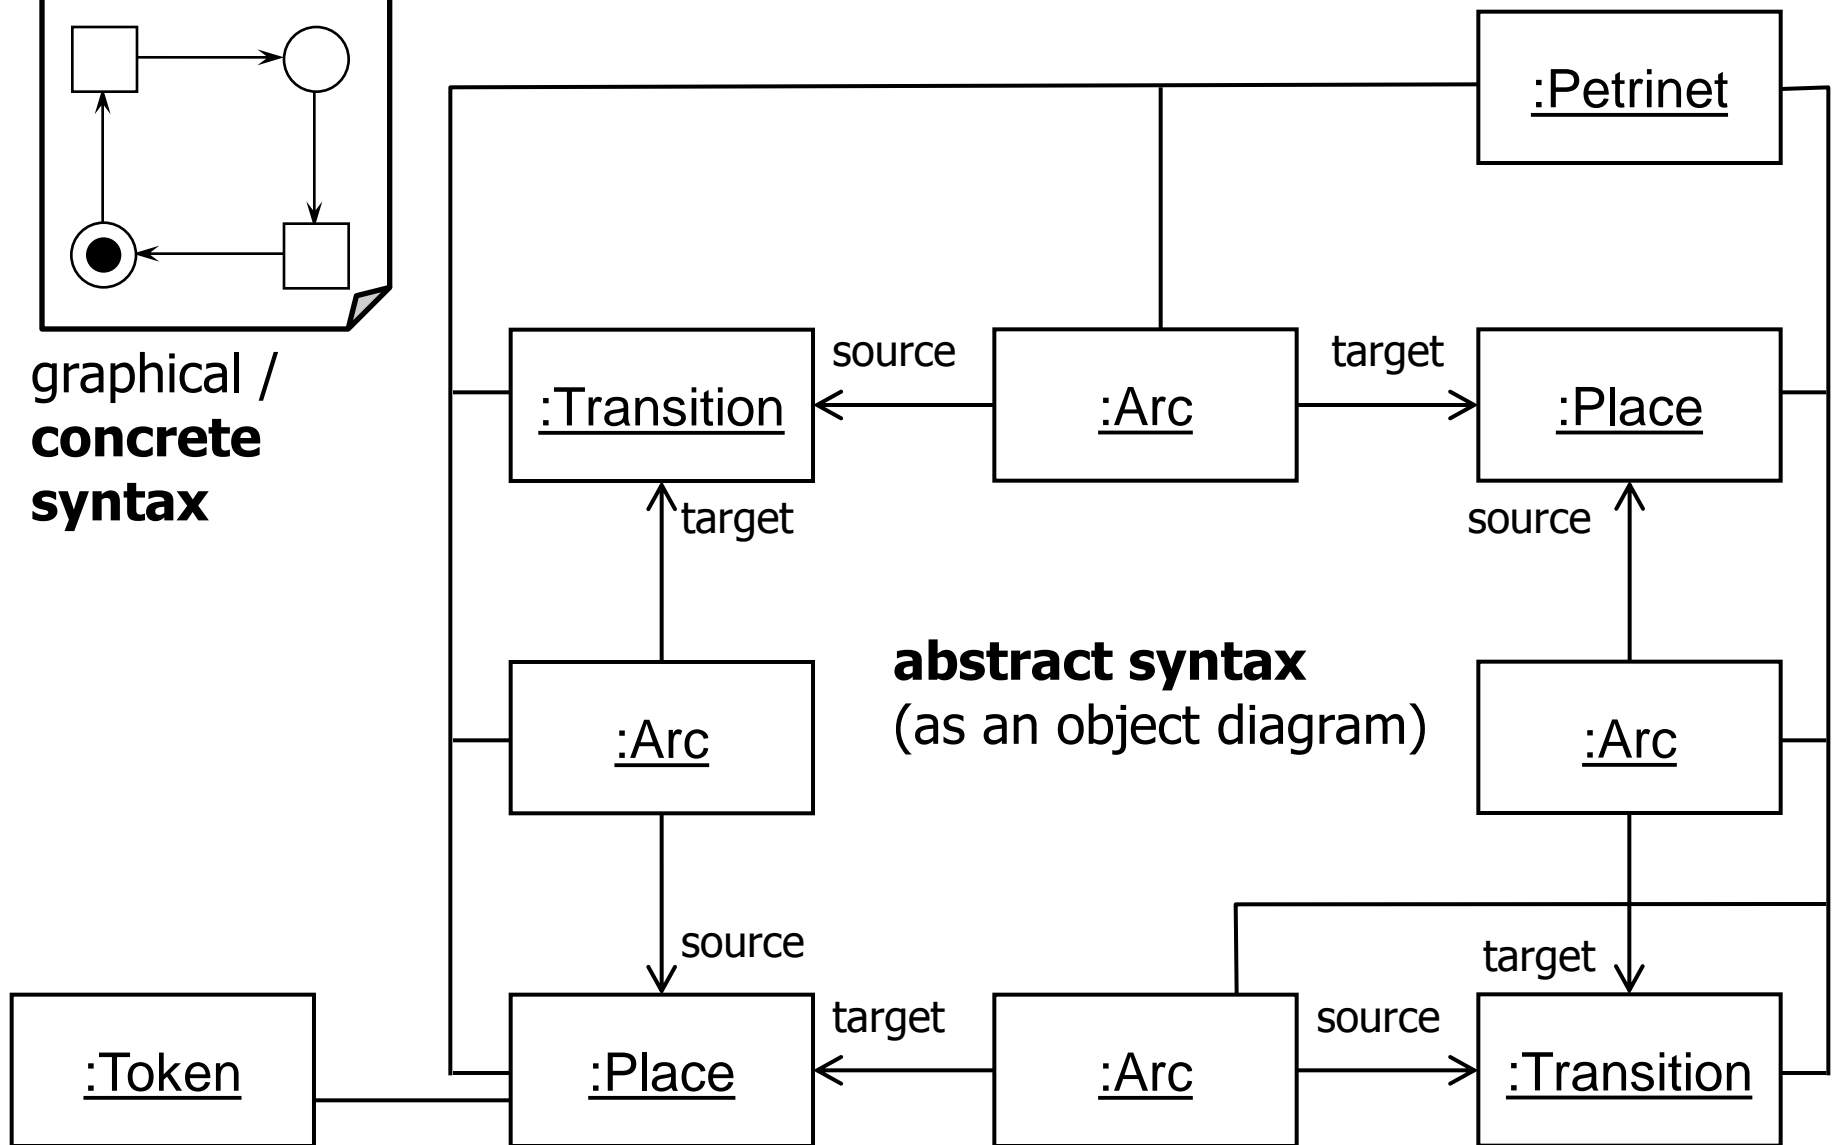 :Petrinet
graphical /
concrete
syntax
source
target
:Transition
:Arc
:Place
target
source
abstract syntax
(as an object diagram)
:Arc
:Arc
source
target
target
source
:Token
:Place
:Arc
:Transition